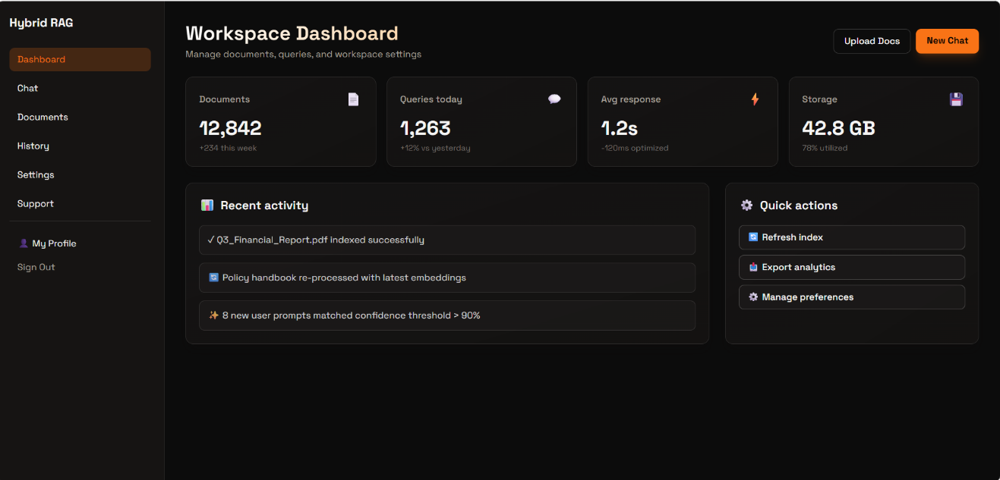 Hybrid RAG
Dashboard
Chat
Documents
History
Settings
Support
My Profile
Sign Out
Workspace Dashboard
Manage documents, queries, and workspace settings
Upload Docs
New Chat
Documents
12,842
+234 this week
Queries today
1,263
+12% vs yesterday
Avg response
1.2s
-120ms optimized
Storage
42.8 GB
78% utilized
Recent activity
✓ Q3_Financial_Report.pdf indexed successfully
Policy handbook re-processed with latest embeddings
8 new user prompts matched confidence threshold > 90%
Quick actions
Refresh index
Export analytics
Manage preferences